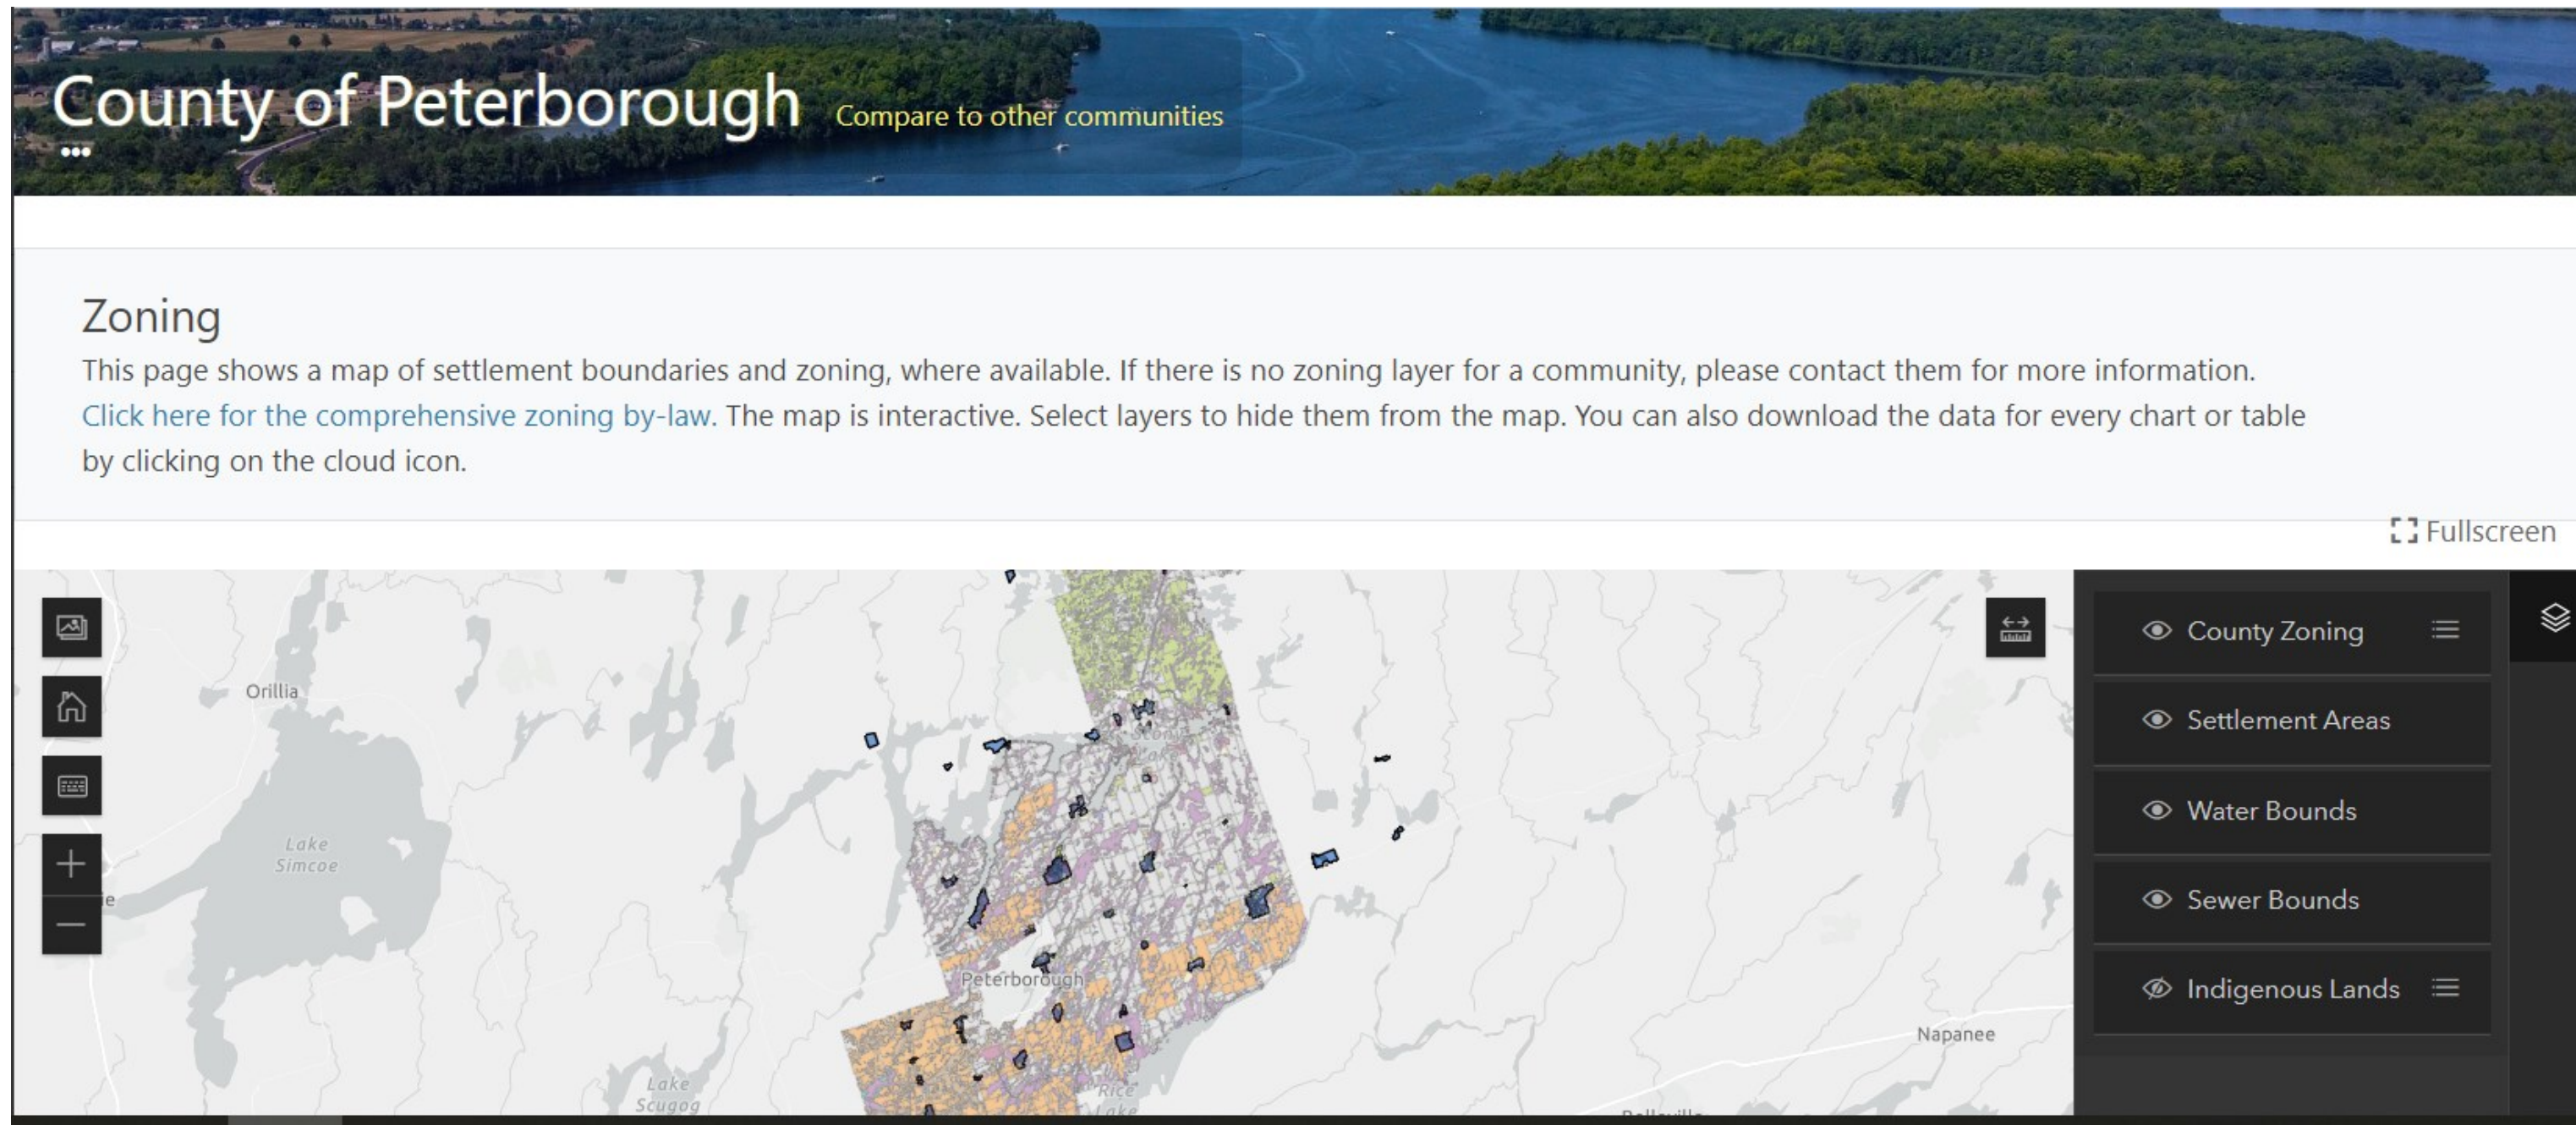 County of Peterborough Compare to other communities
Zoning
This page shows a map of settlement boundaries and zoning, where available. If there is no zoning layer for a community, please contact them for more information.
Click here for the comprehensive zoning by-law. The map is interactive. Select layers to hide them from the map. You can also download the data for every chart or table
by clicking on the cloud icon.
Fullscreen
County Zoning
Orillia
Settlement Areas
Water Bounds
Lake
Simcoe
Sewer Bounds
Peterborough
Indigenous Lands
Napanee
Lake
Scugog
Rice
Lake